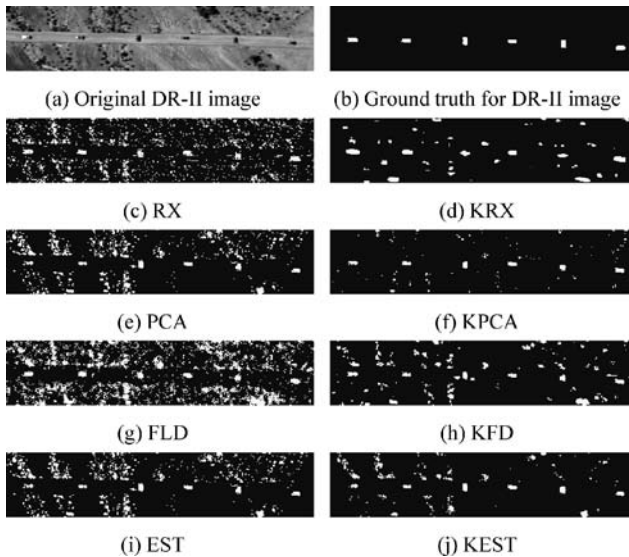 (a) Original DR-II image
(b) Ground truth for DR-II image
(c) RX
(d) KRX
(e) PCA
(f) KPCA
(g) FLD
(h) KFD
(i) EST
(j) KEST